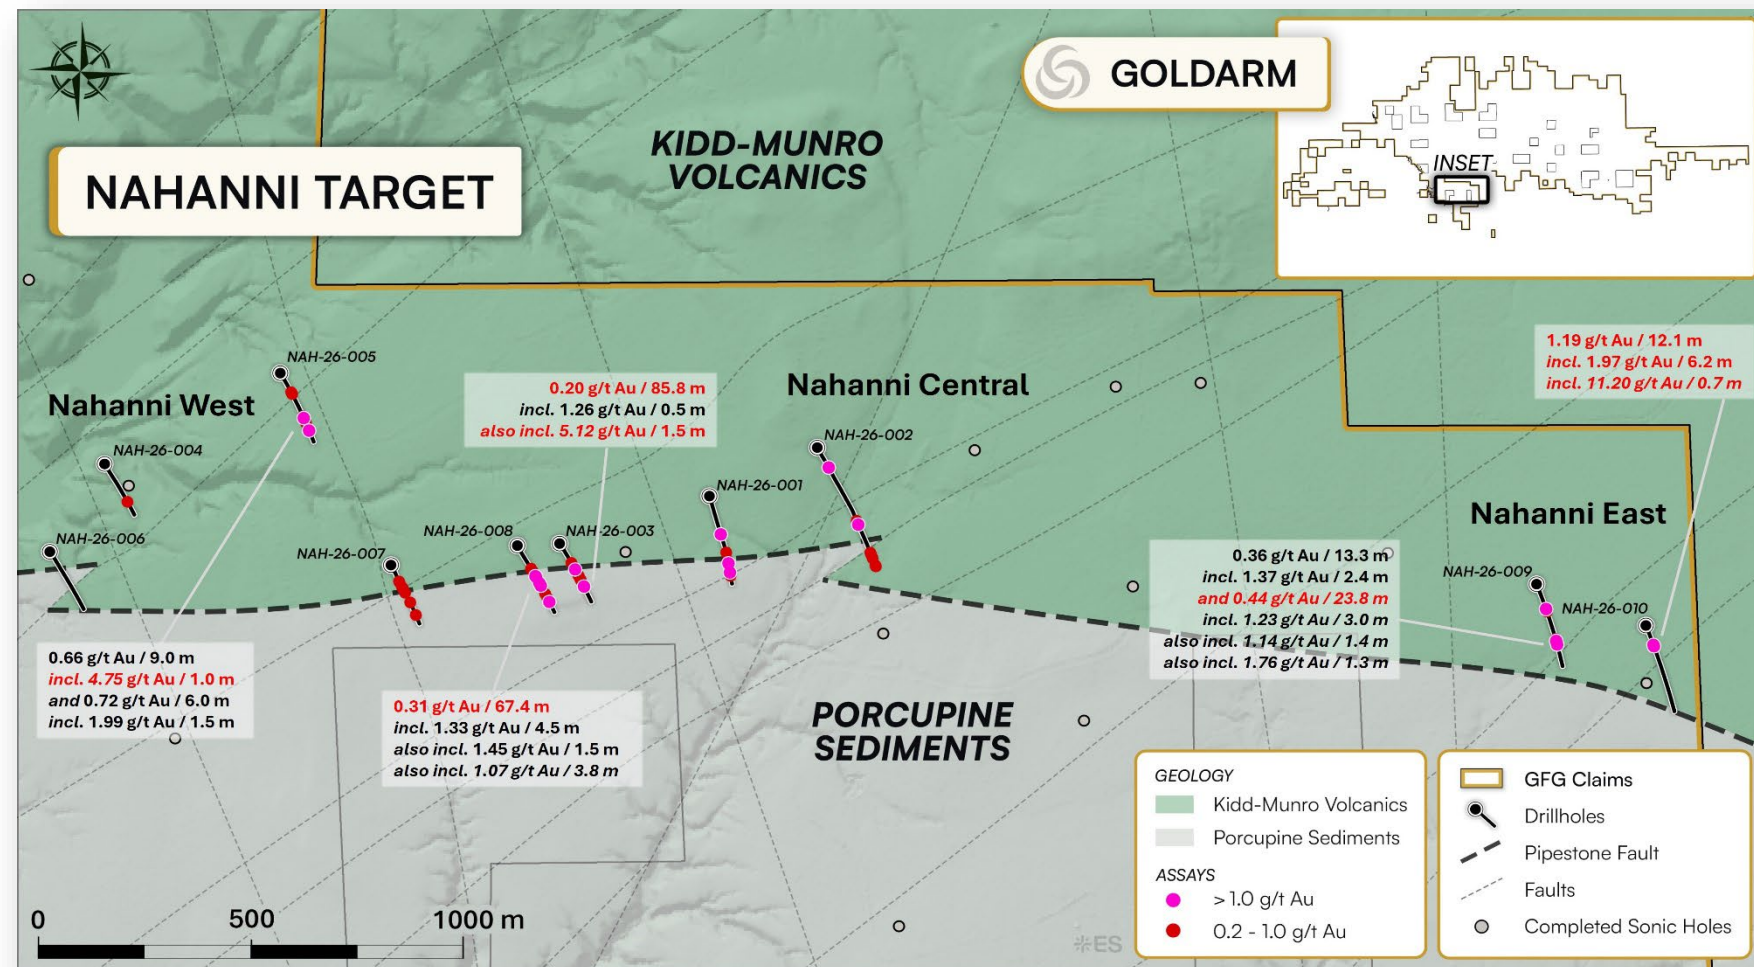 GOLDARM
NAHANNI TARGET
KIDD-MUNRO
VOLCANICS
INSET
NAH-26-005
Nahanni West
NAH-26-004
NAH-26-006
NAH-26-007
NAH-26-008
NAH-26-003
NAH-26-001
Nahanni Central
NAH-26-002
Nahanni East
NAH-26-009
NAH-26-010
0.20 g/t Au / 85.8 m
incl. 1.26 g/t Au / 0.5 m
also incl. 5.12 g/t Au / 1.5 m
1.19 g/t Au / 12.1 m
incl. 1.97 g/t Au / 6.2 m
incl. 11.20 g/t Au / 0.7 m
0.36 g/t Au / 13.3 m
incl. 1.37 g/t Au / 2.4 m
and 0.44 g/t Au / 23.8 m
incl. 1.23 g/t Au / 3.0 m
also incl. 1.14 g/t Au / 1.4 m
also incl. 1.76 g/t Au / 1.3 m
0.66 g/t Au / 9.0 m
incl. 4.75 g/t Au / 1.0 m
and 0.72 g/t Au / 6.0 m
incl. 1.99 g/t Au / 1.5 m
0.31 g/t Au / 67.4 m
incl. 1.33 g/t Au / 4.5 m
also incl. 1.45 g/t Au / 1.5 m
also incl. 1.07 g/t Au / 3.8 m
PORCUPINE
SEDIMENTS
GEOLOGY
Kidd-Munro Volcanics
Porcupine Sediments
ASSAYS
> 1.0 g/t Au
0.2 - 1.0 g/t Au
GFG Claims
Drillholes
Pipestone Fault
Faults
Completed Sonic Holes
0 500 1000 m
ES